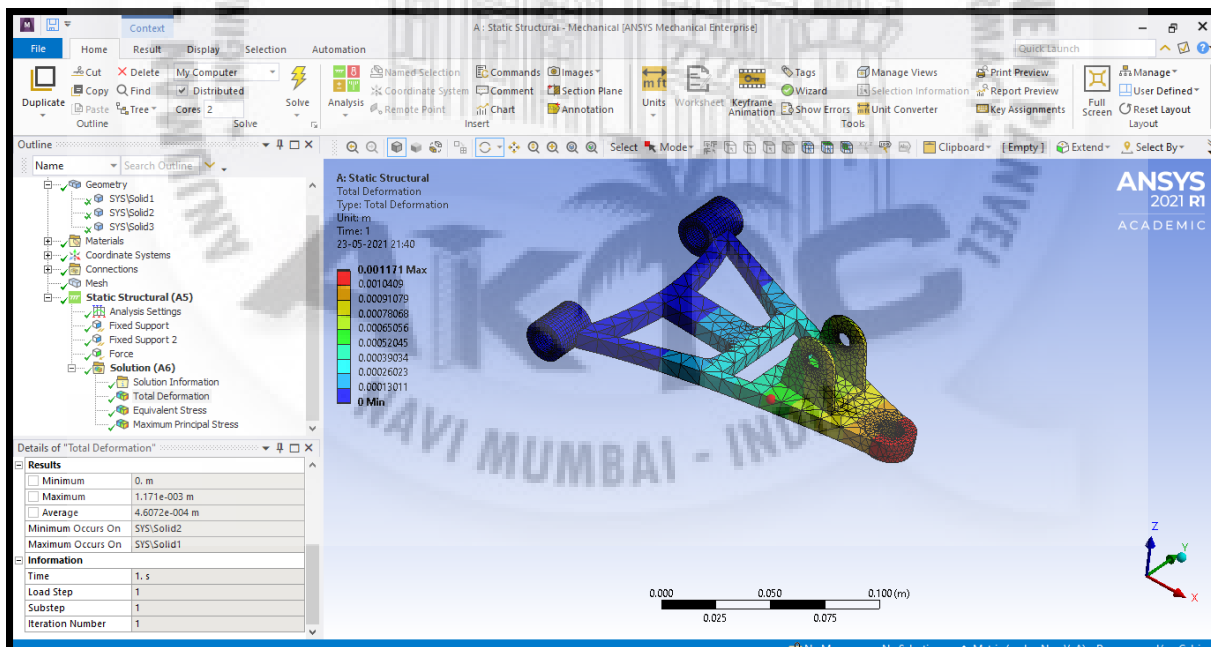 Context
A : Static Structural - Mechanical [ANSYS Mechanical Enterprise]
File Home Result Display Selection Automation
Quick Launch
Duplicate
Cut Delete My Computer
Copy Find Distributed
Paste Tree Cores 2
Solve
Outline Solve
Analysis
Named Selection Commands Images
Coordinate System Comment Section Plane
Remote Point Chart Annotation
Insert
Units Worksheet Keyframe Animation
Tags Manage Views Print Preview
Wizard Selection Information Report Preview
Show Errors Unit Converter Key Assignments
Tools
Full Screen
Manage
User Defined
Reset Layout
Layout
Outline
Name Search Outline
Select Mode Clipboard [Empty] Extend Select By
Geometry
SYS\Solid1
SYS\Solid2
SYS\Solid3
Materials
Coordinate Systems
Connections
Mesh
Static Structural (A5)
Analysis Settings
Fixed Support
Fixed Support 2
Force
Solution (A6)
Solution Information
Total Deformation
Equivalent Stress
Maximum Principal Stress
Details of "Total Deformation"
Results
Minimum 0. m
Maximum 1.171e-003 m
Average 4.6072e-004 m
Minimum Occurs On SYS\Solid2
Maximum Occurs On SYS\Solid1
Information
Time 1. s
Load Step 1
Substep 1
Iteration Number 1
A: Static Structural
Total Deformation
Type: Total Deformation
Unit: m
Time: 1
23-05-2021 21:40
0.001171 Max
0.0010409
0.00091079
0.00078068
0.00065056
0.00052045
0.00039034
0.00026023
0.00013011
0 Min
ANSYS
2021 R1
ACADEMIC
0.000 0.050 0.100 (m)
0.025 0.075
Z
Y
X
AKIPC
NAVI MUMBAI - INDIA